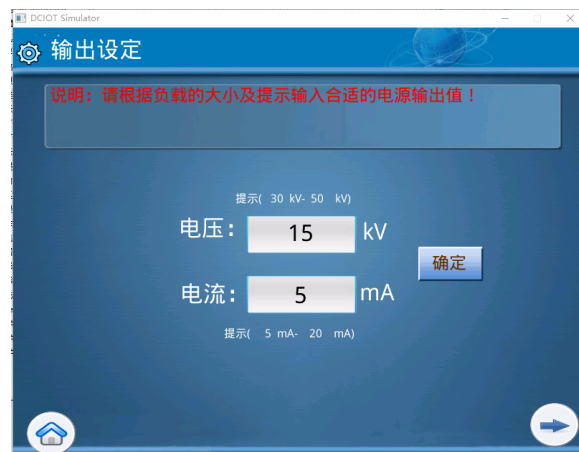 DCIOT Simulator
输出设定
说明：请根据负载的大小及提示输入合适的电源输出值！
提示( 30 kV- 50 kV)
电压： 15 kV
确定
电流： 5 mA
提示( 5 mA- 20 mA)